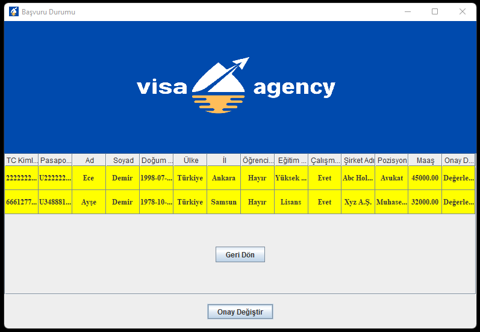 Başvuru Durumu
visa agency
TC Kiml... Pasapo... Ad Soyad Doğum ... Ülke İl Öğrenci... Eğitim ... Çalışm... Şirket Adı Pozisyon Maaş Onay D...
2222222... U222222... Ece Demir 1998-07-... Türkiye Ankara Hayır Yüksek ... Evet Abc Hol... Avukat 45000.00 Değerle...
6661277... U348881... Ayşe Demir 1978-10-... Türkiye Samsun Hayır Lisans Evet Xyz A.Ş. Muhase... 32000.00 Değerle...
Geri Dön
Onay Değiştir